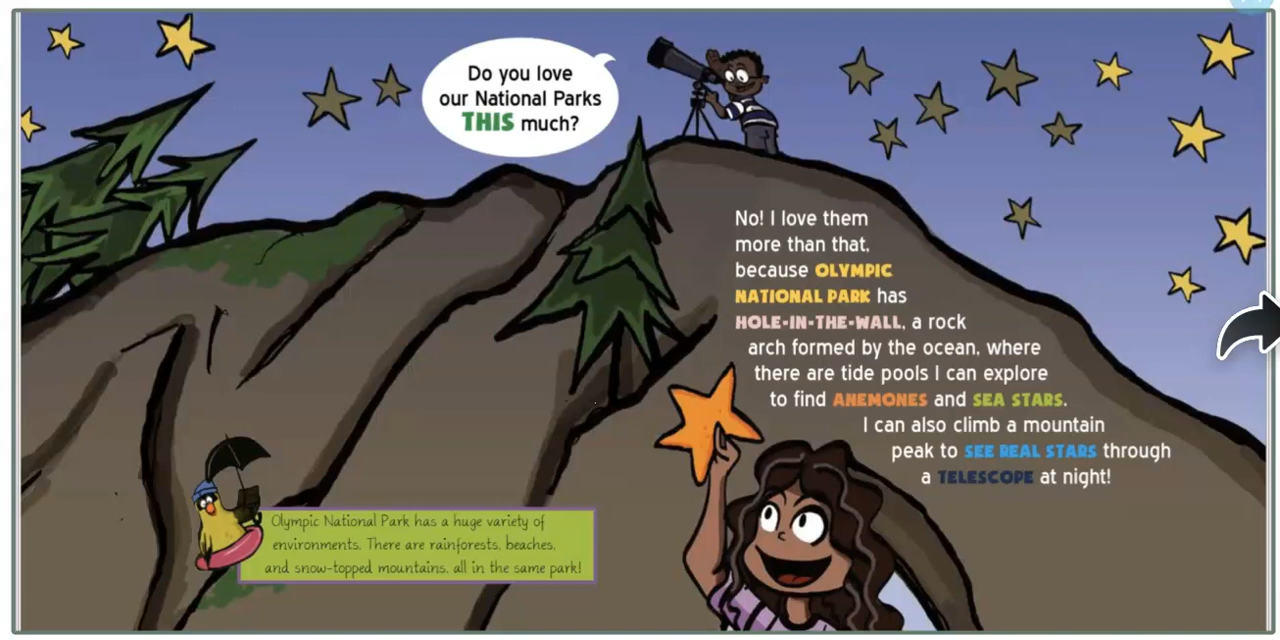 Do you love
our National Parks
THIS much?
No! I love them
more than that,
because OLYMPIC
NATIONAL PARK has
HOLE-IN-THE-WALL, a rock
arch formed by the ocean, where
there are tide pools I can explore
to find ANEMONES and SEA STARS.
I can also climb a mountain
peak to SEE REAL STARS through
a TELESCOPE at night!
Olympic National Park has a huge variety of
environments. There are rainforests, beaches,
and snow-topped mountains, all in the same park!